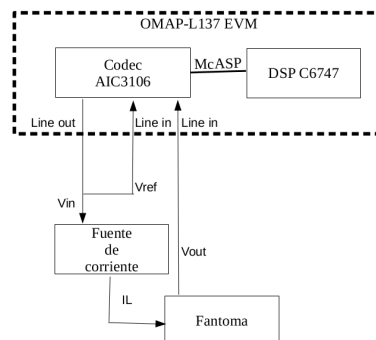 OMAP-L137 EVM
Codec
AIC3106
McASP
DSP C6747
Line out
Line in
Line in
Vref
Vin
Fuente
de
corriente
Vout
IL
Fantoma